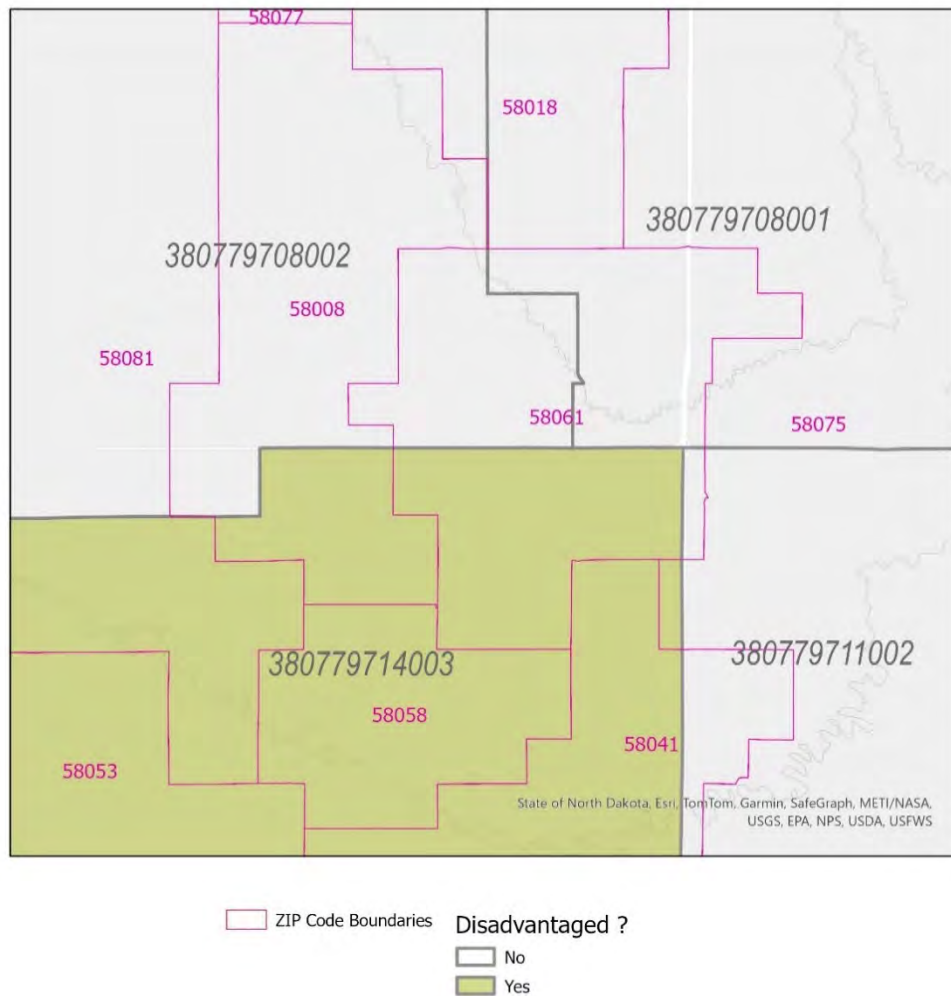 58077
58018
380779708001
380779708002
58008
58081
58061
58075
380779714003
380779711002
58058
58041
58053
State of North Dakota, Esri, TomTom, Garmin, SafeGraph, METI/NASA,
USGS, EPA, NPS, USDA, USFWS
ZIP Code Boundaries
Disadvantaged ?
No
Yes